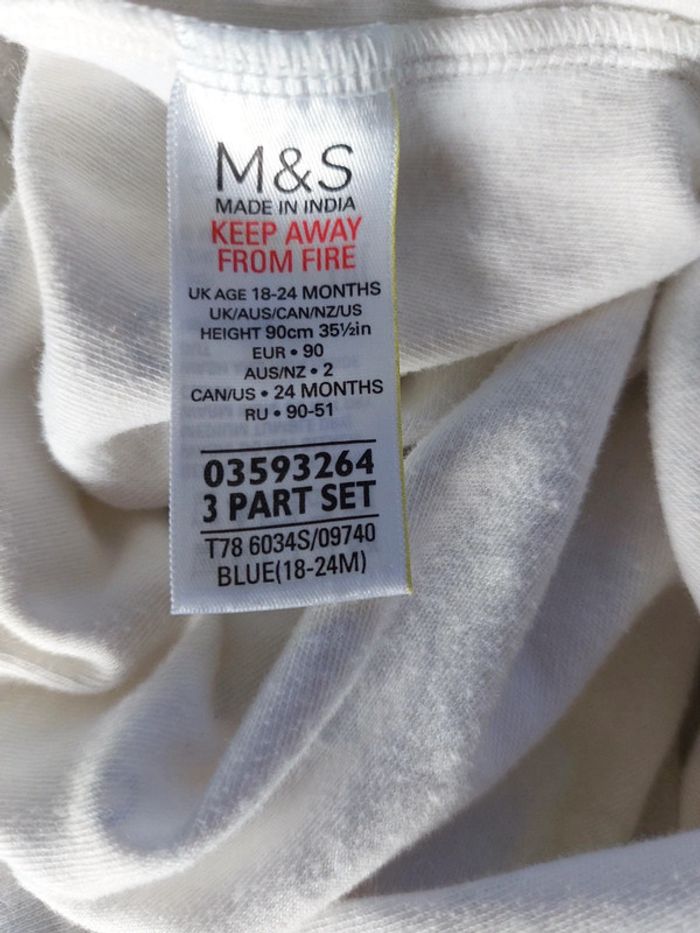 M&S
MADE IN INDIA
KEEP AWAY
FROM FIRE
UK AGE 18-24 MONTHS
UK/AUS/CAN/NZ/US
HEIGHT 90cm 35½in
EUR • 90
AUS/NZ • 2
CAN/US • 24 MONTHS
RU • 90-51
03593264
3 PART SET
T78 6034S/09740
BLUE(18-24M)